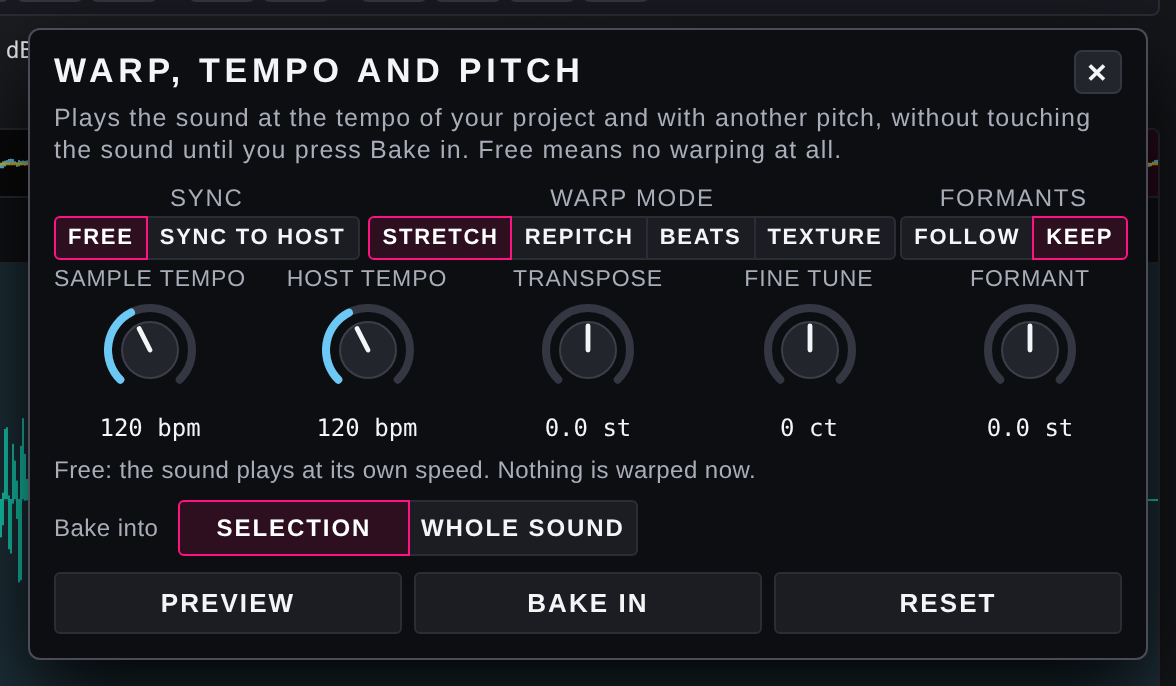 WARP, TEMPO AND PITCH
Plays the sound at the tempo of your project and with another pitch, without touching
the sound until you press Bake in. Free means no warping at all.
SYNC WARP MODE FORMANTS
FREE SYNC TO HOST STRETCH REPITCH BEATS TEXTURE FOLLOW KEEP
SAMPLE TEMPO HOST TEMPO TRANSPOSE FINE TUNE FORMANT
120 bpm 120 bpm 0.0 st 0 ct 0.0 st
Free: the sound plays at its own speed. Nothing is warped now.
Bake into SELECTION WHOLE SOUND
PREVIEW BAKE IN RESET